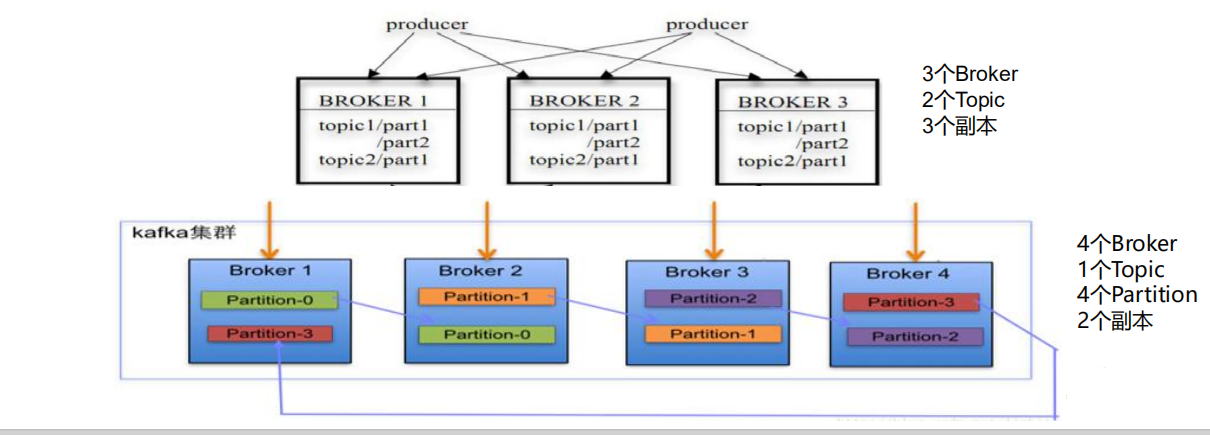 producer
producer
BROKER 1
topic1/part1
/part2
topic2/part1
BROKER 2
topic1/part1
/part2
topic2/part1
BROKER 3
topic1/part1
/part2
topic2/part1
3个Broker
2个Topic
3个副本
kafka集群
Broker 1
Partition-0
Partition-3
Broker 2
Partition-1
Partition-0
Broker 3
Partition-2
Partition-1
Broker 4
Partition-3
Partition-2
4个Broker
1个Topic
4个Partition
2个副本